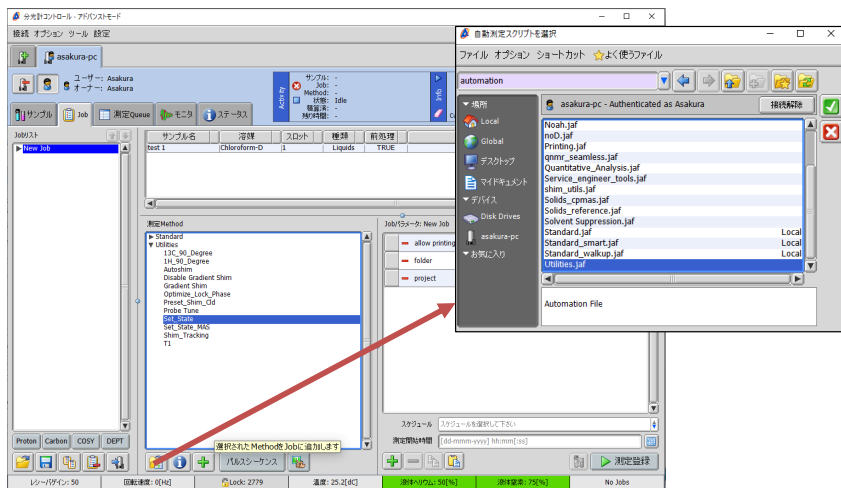 分光計コントロール - アドバンストモード
接続 オプション ツール 設定
asakura-pc
ユーザー: Asakura
オーナー: Asakura
Activity
サンプル: -
Job: -
Method: -
状態: Idle
積算済: -
残り時間: -
Info
サンプル
Job
測定Queue
モニタ
ステータス
Jobリスト
New Job
サンプル名 溶媒 スロット 種類 前処理
test 1 Chloroform-D 1 Liquids TRUE
測定Method
Standard
Utilities
13C_90_Degree
1H_90_Degree
Autoshim
Disable Gradient Shim
Gradient Shim
Optimize_Lock_Phase
Preset_Shim_Cld
Probe Tune
Set_State
Set_State_MAS
Shim_Tracking
T1
Job/パラメータ: New Job
allow printing
folder
project
スケジュール スケジュールを選択して下さい
測定開始時間 [dd-mmm-yyyy] hh:mm[:ss]
Proton Carbon COSY DEPT
選択されたMethodをJobに追加します
パルスシーケンス
測定登録
レシーバゲイン: 50
回転速度: 0[Hz]
Lock: 2779
温度: 25.2[dC]
液体ヘリウム: 50[%]
液体窒素: 75[%]
No Jobs
自動測定スクリプトを選択
ファイル オプション ショートカット よく使うファイル
automation
場所
Local
Global
デスクトップ
マイドキュメント
デバイス
Disk Drives
asakura-pc
お気に入り
asakura-pc - Authenticated as Asakura
接続解除
Noah.jaf
noD.jaf
Printing.jaf
qnmr_seamless.jaf
Quantitative_Analysis.jaf
Service_engineer_tools.jaf
shim_utils.jaf
Solids_cpmas.jaf
Solids_reference.jaf
Solvent Suppression.jaf
Standard.jaf Local
Standard_smart.jaf Local
Standard_walkup.jaf Local
Utilities.jaf
Automation File